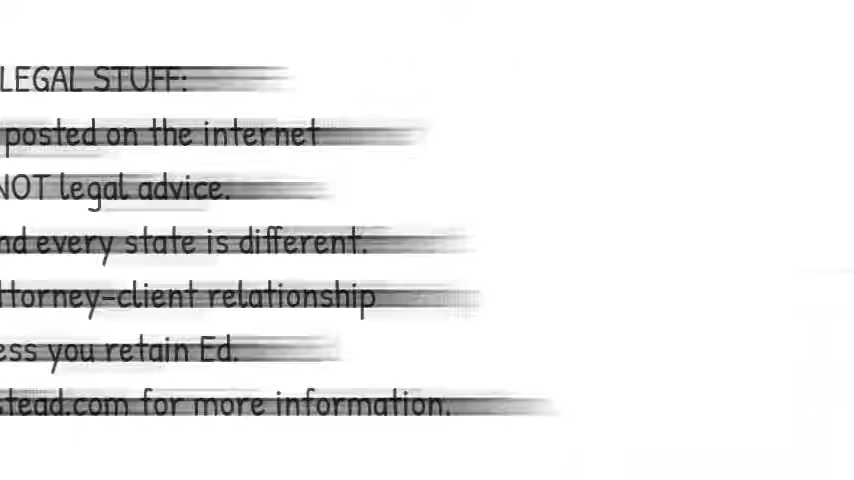 LEGAL STUFF:
posted on the internet
NOT legal advice.
nd every state is different.
ttorney-client relationship
ess you retain Ed.
stead.com for more information.